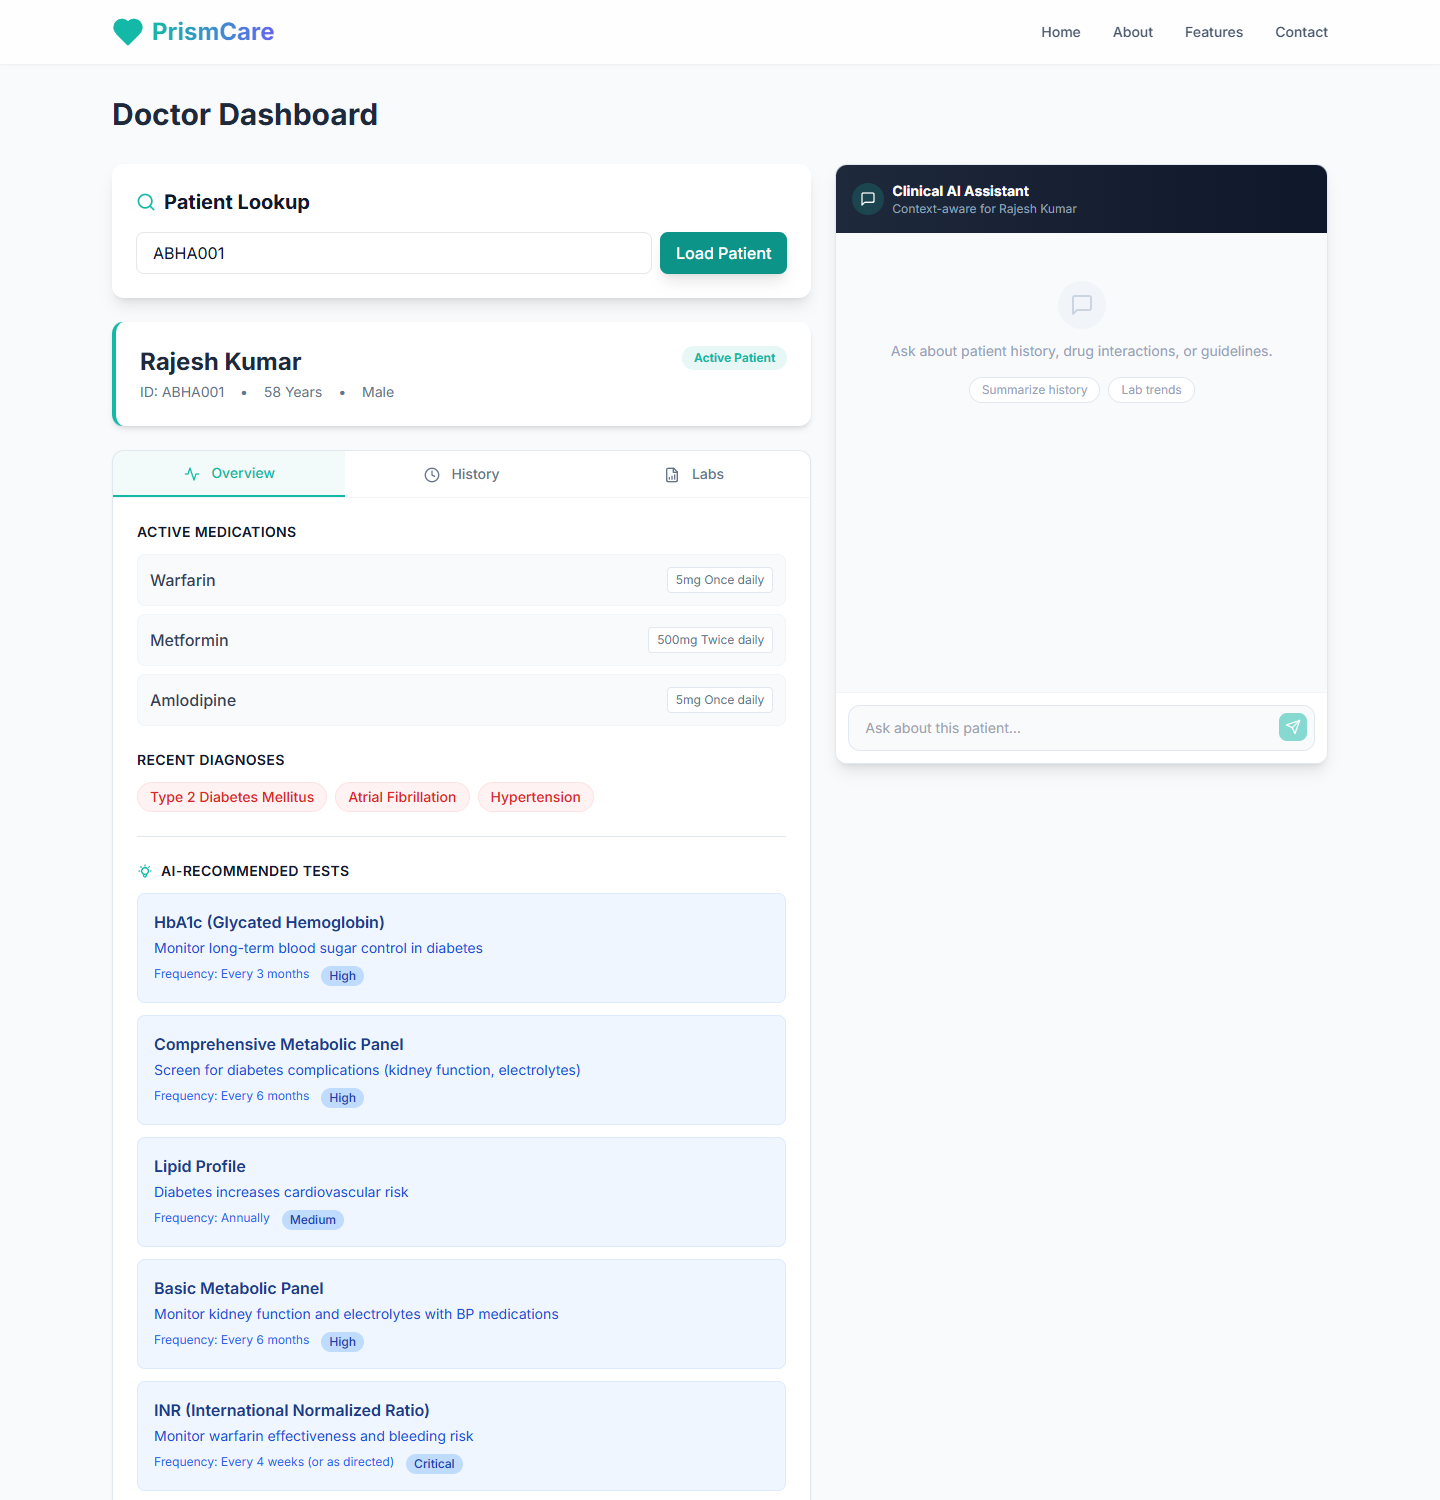 PrismCare
Home About Features Contact
Doctor Dashboard
Patient Lookup
ABHA001 Load Patient
Rajesh Kumar Active Patient
ID: ABHA001 • 58 Years • Male
Overview History Labs
ACTIVE MEDICATIONS
Warfarin 5mg Once daily
Metformin 500mg Twice daily
Amlodipine 5mg Once daily
RECENT DIAGNOSES
Type 2 Diabetes Mellitus Atrial Fibrillation Hypertension
AI-RECOMMENDED TESTS
HbA1c (Glycated Hemoglobin)
Monitor long-term blood sugar control in diabetes
Frequency: Every 3 months High
Comprehensive Metabolic Panel
Screen for diabetes complications (kidney function, electrolytes)
Frequency: Every 6 months High
Lipid Profile
Diabetes increases cardiovascular risk
Frequency: Annually Medium
Basic Metabolic Panel
Monitor kidney function and electrolytes with BP medications
Frequency: Every 6 months High
INR (International Normalized Ratio)
Monitor warfarin effectiveness and bleeding risk
Frequency: Every 4 weeks (or as directed) Critical
Clinical AI Assistant
Context-aware for Rajesh Kumar
Ask about patient history, drug interactions, or guidelines.
Summarize history Lab trends
Ask about this patient...